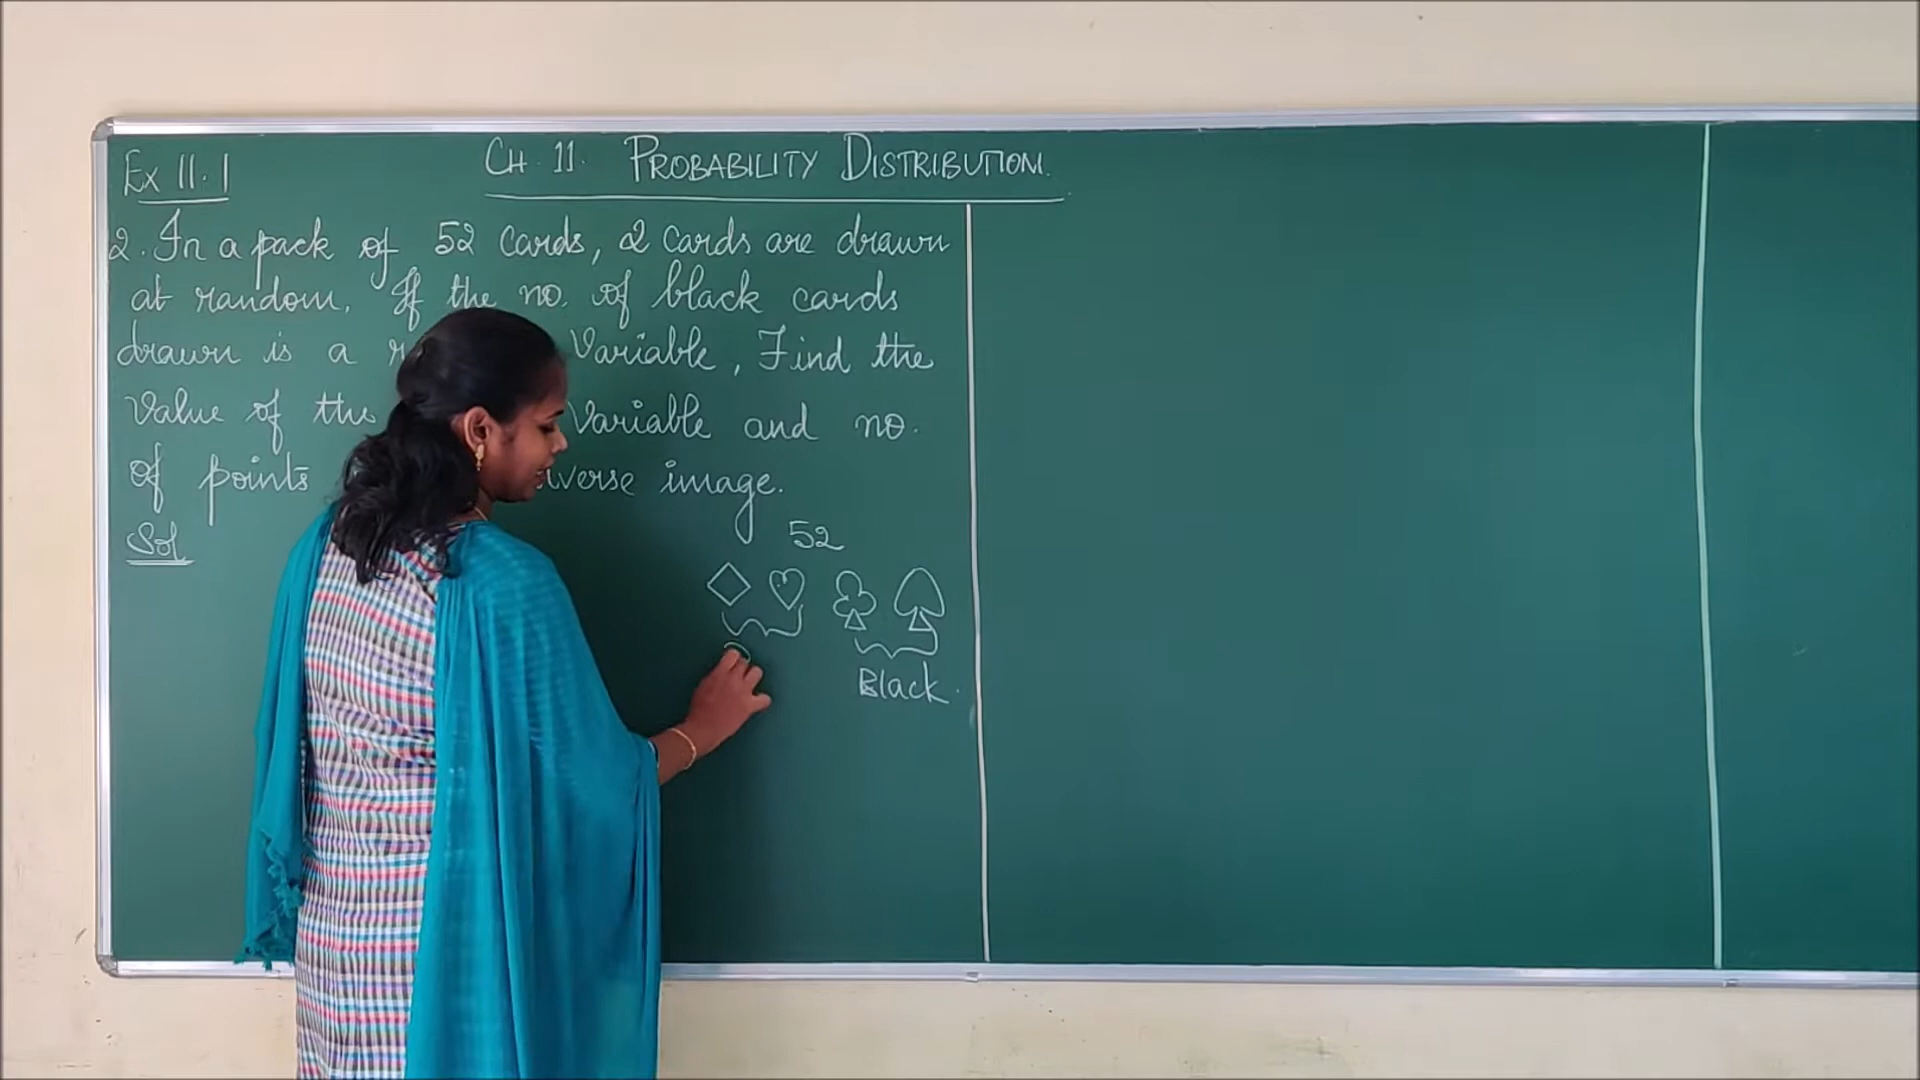 Ex 11.1
CH. 11. PROBABILITY DISTRIBUTION.
2. In a pack of 52 cards, 2 cards are drawn
at random. If the no. of black cards
drawn is a Variable, Find the
Value of the Variable and no.
of points image.
Sol
52
Black.